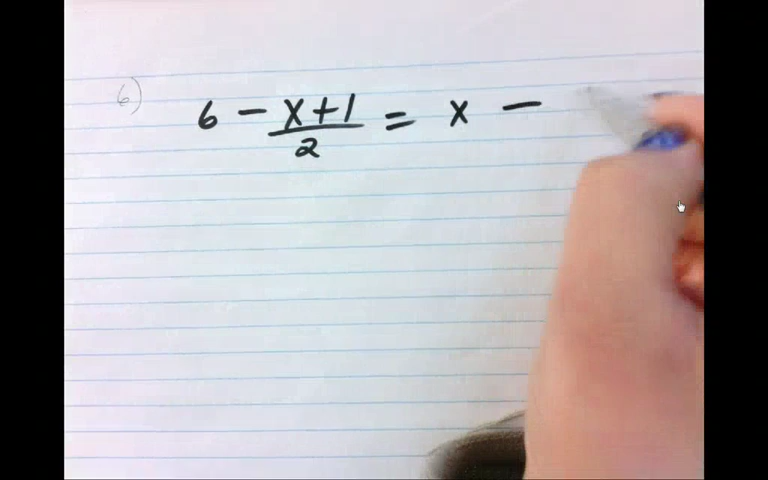 6) 6 - x+1/2 = x -